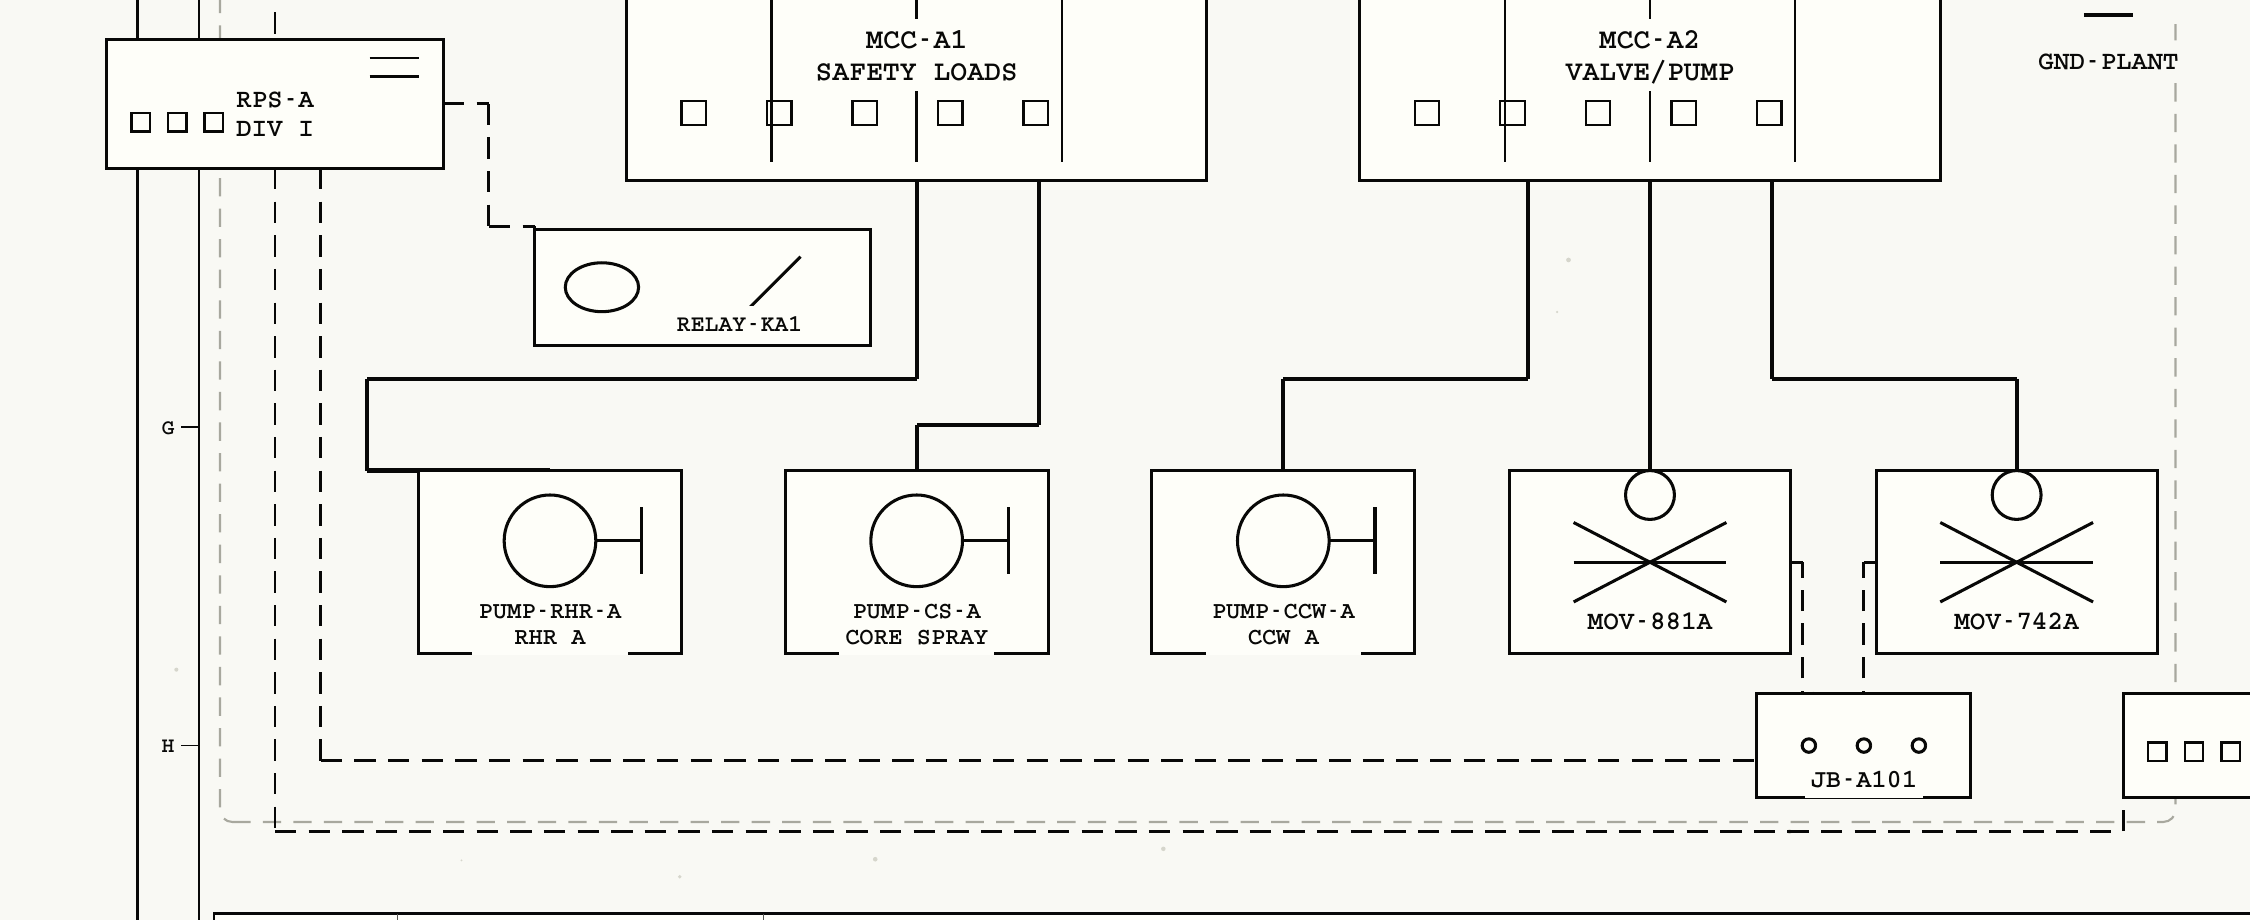 MCC-A1
SAFETY LOADS
MCC-A2
VALVE/PUMP
GND-PLANT
RPS-A
DIV I
RELAY-KA1
G
PUMP-RHR-A
RHR A
PUMP-CS-A
CORE SPRAY
PUMP-CCW-A
CCW A
MOV-881A
MOV-742A
H
JB-A101